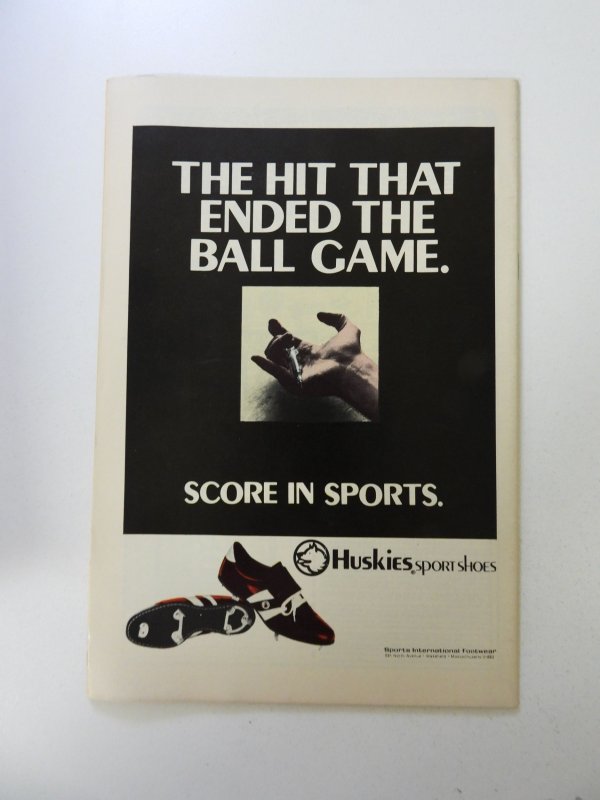 THE HIT THAT
ENDED THE
BALL GAME.
SCORE IN SPORTS.
Huskies SPORT SHOES
Sports International Footwear